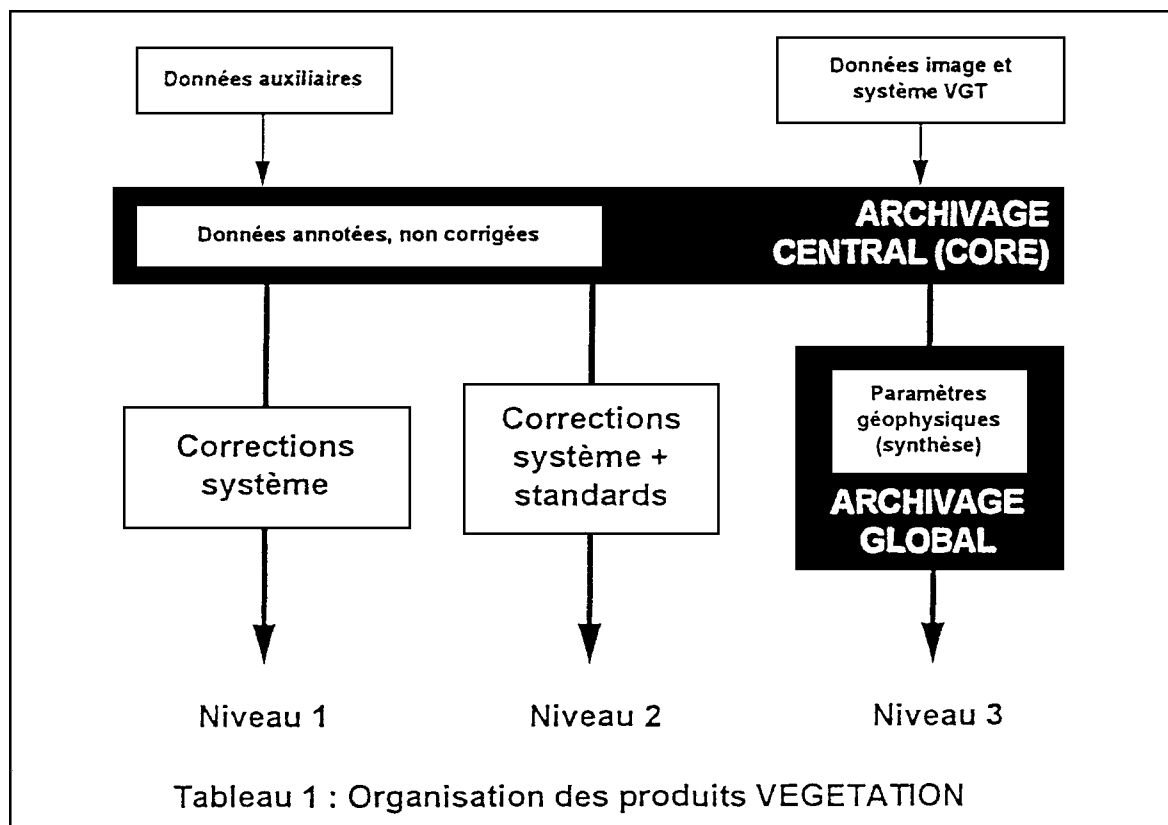 Données auxiliaires
Données image et
système VGT
Données annotées, non corrigées
ARCHIVAGE
CENTRAL (CORE)
Corrections
système
Corrections
système +
standards
Paramètres
géophysiques
(synthèse)
ARCHIVAGE
GLOBAL
Niveau 1
Niveau 2
Niveau 3
Tableau 1 : Organisation des produits VEGETATION